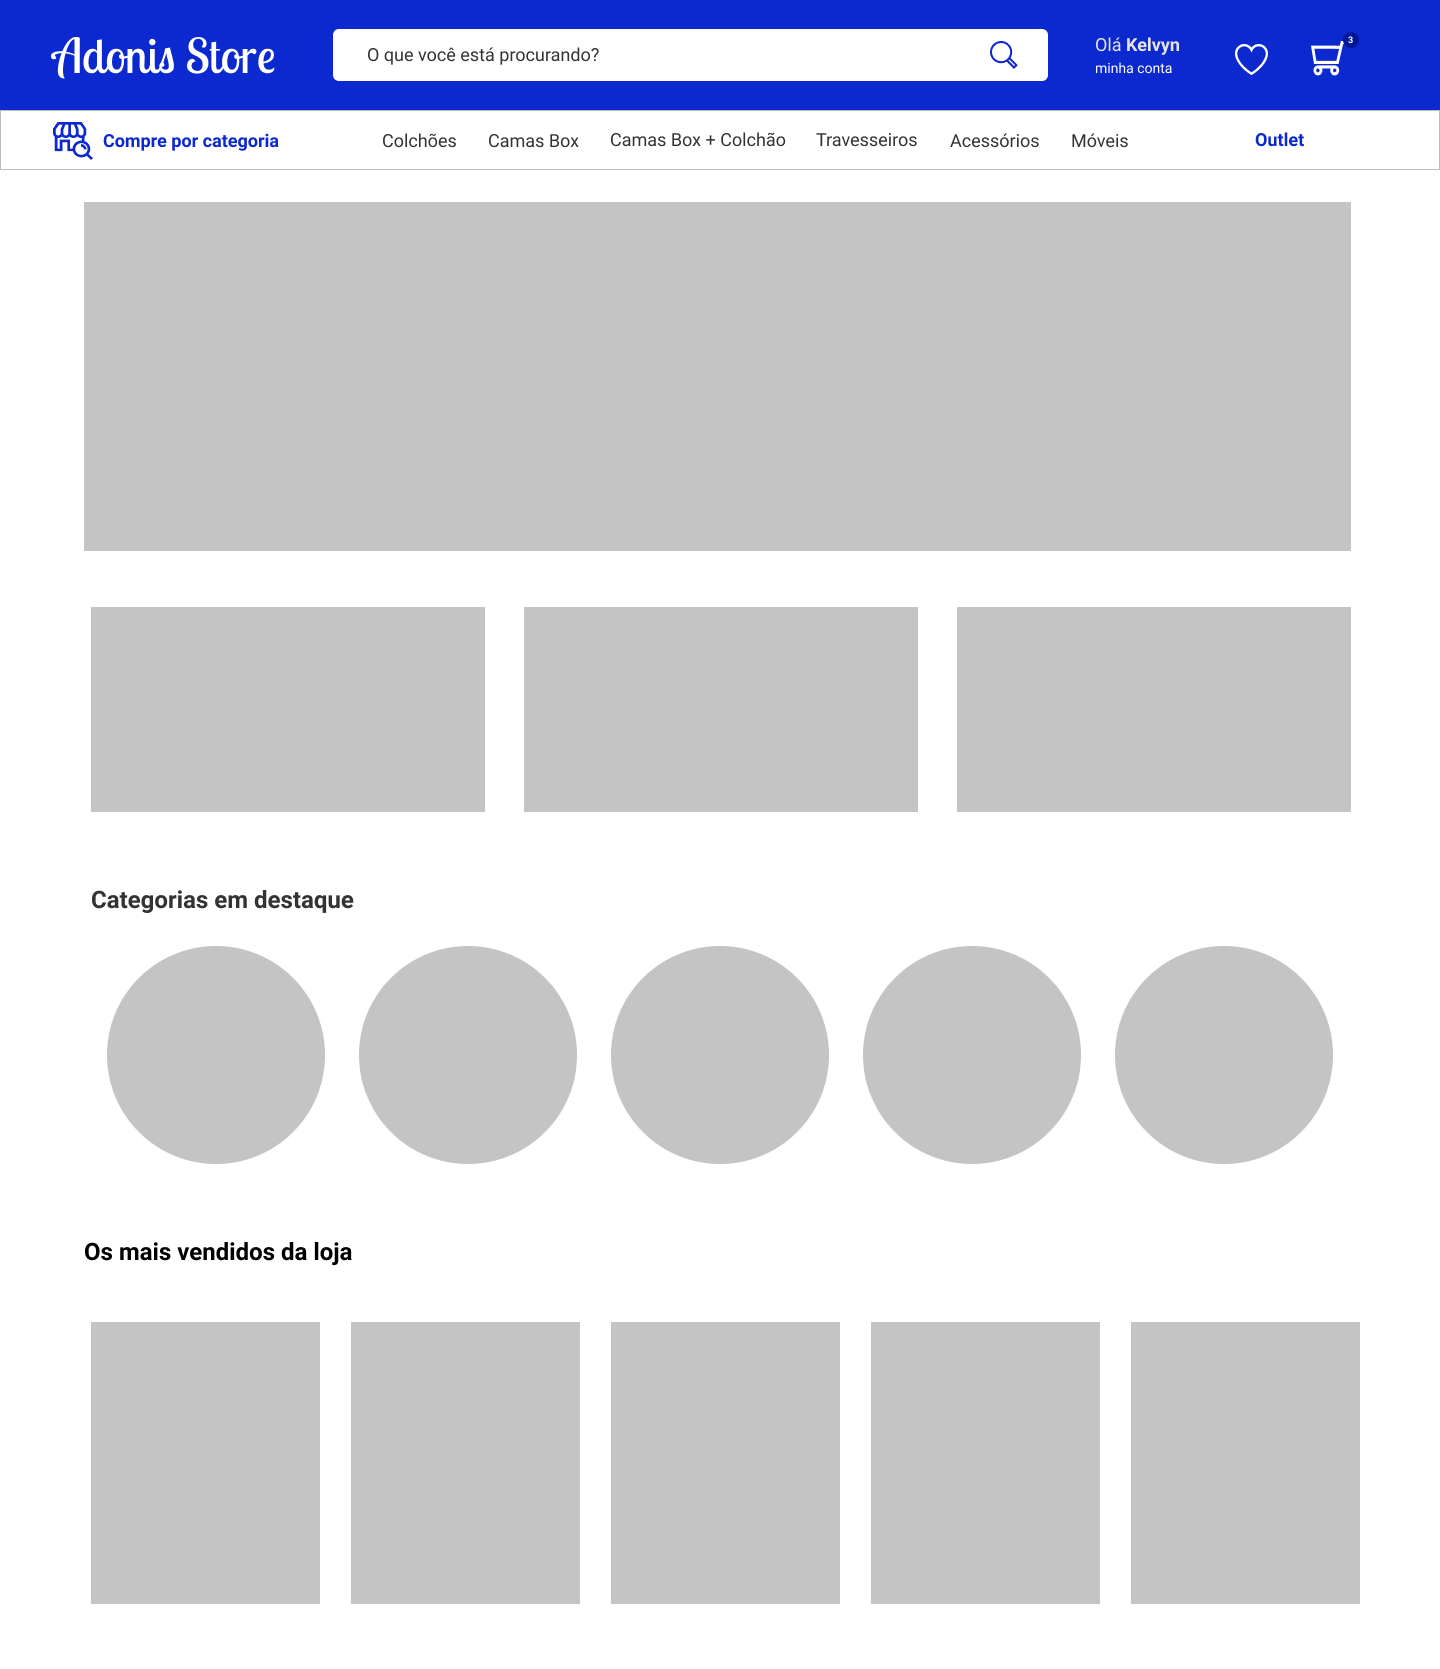 Adonis Store
O que você está procurando?
Olá Kelvyn
minha conta
3
Compre por categoria
Colchões
Camas Box
Camas Box + Colchão
Travesseiros
Acessórios
Móveis
Outlet
Categorias em destaque
Os mais vendidos da loja